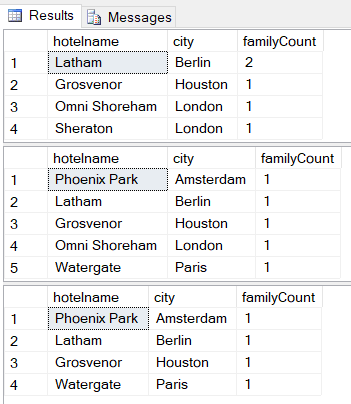 Results Messages
hotelname city familyCount
1 Latham Berlin 2
2 Grosvenor Houston 1
3 Omni Shoreham London 1
4 Sheraton London 1
hotelname city familyCount
1 Phoenix Park Amsterdam 1
2 Latham Berlin 1
3 Grosvenor Houston 1
4 Omni Shoreham London 1
5 Watergate Paris 1
hotelname city familyCount
1 Phoenix Park Amsterdam 1
2 Latham Berlin 1
3 Grosvenor Houston 1
4 Watergate Paris 1